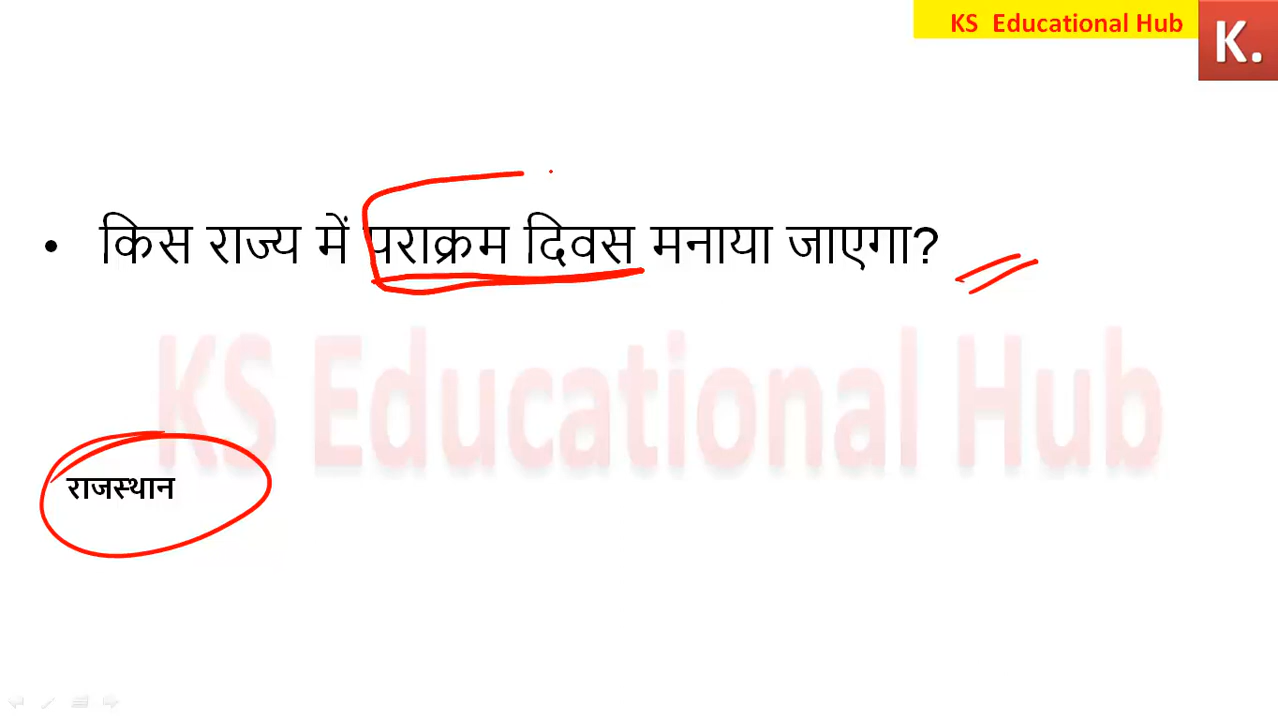 KS Educational Hub
K.
• किस राज्य में पराक्रम दिवस मनाया जाएगा?
KS Educational Hub
राजस्थान